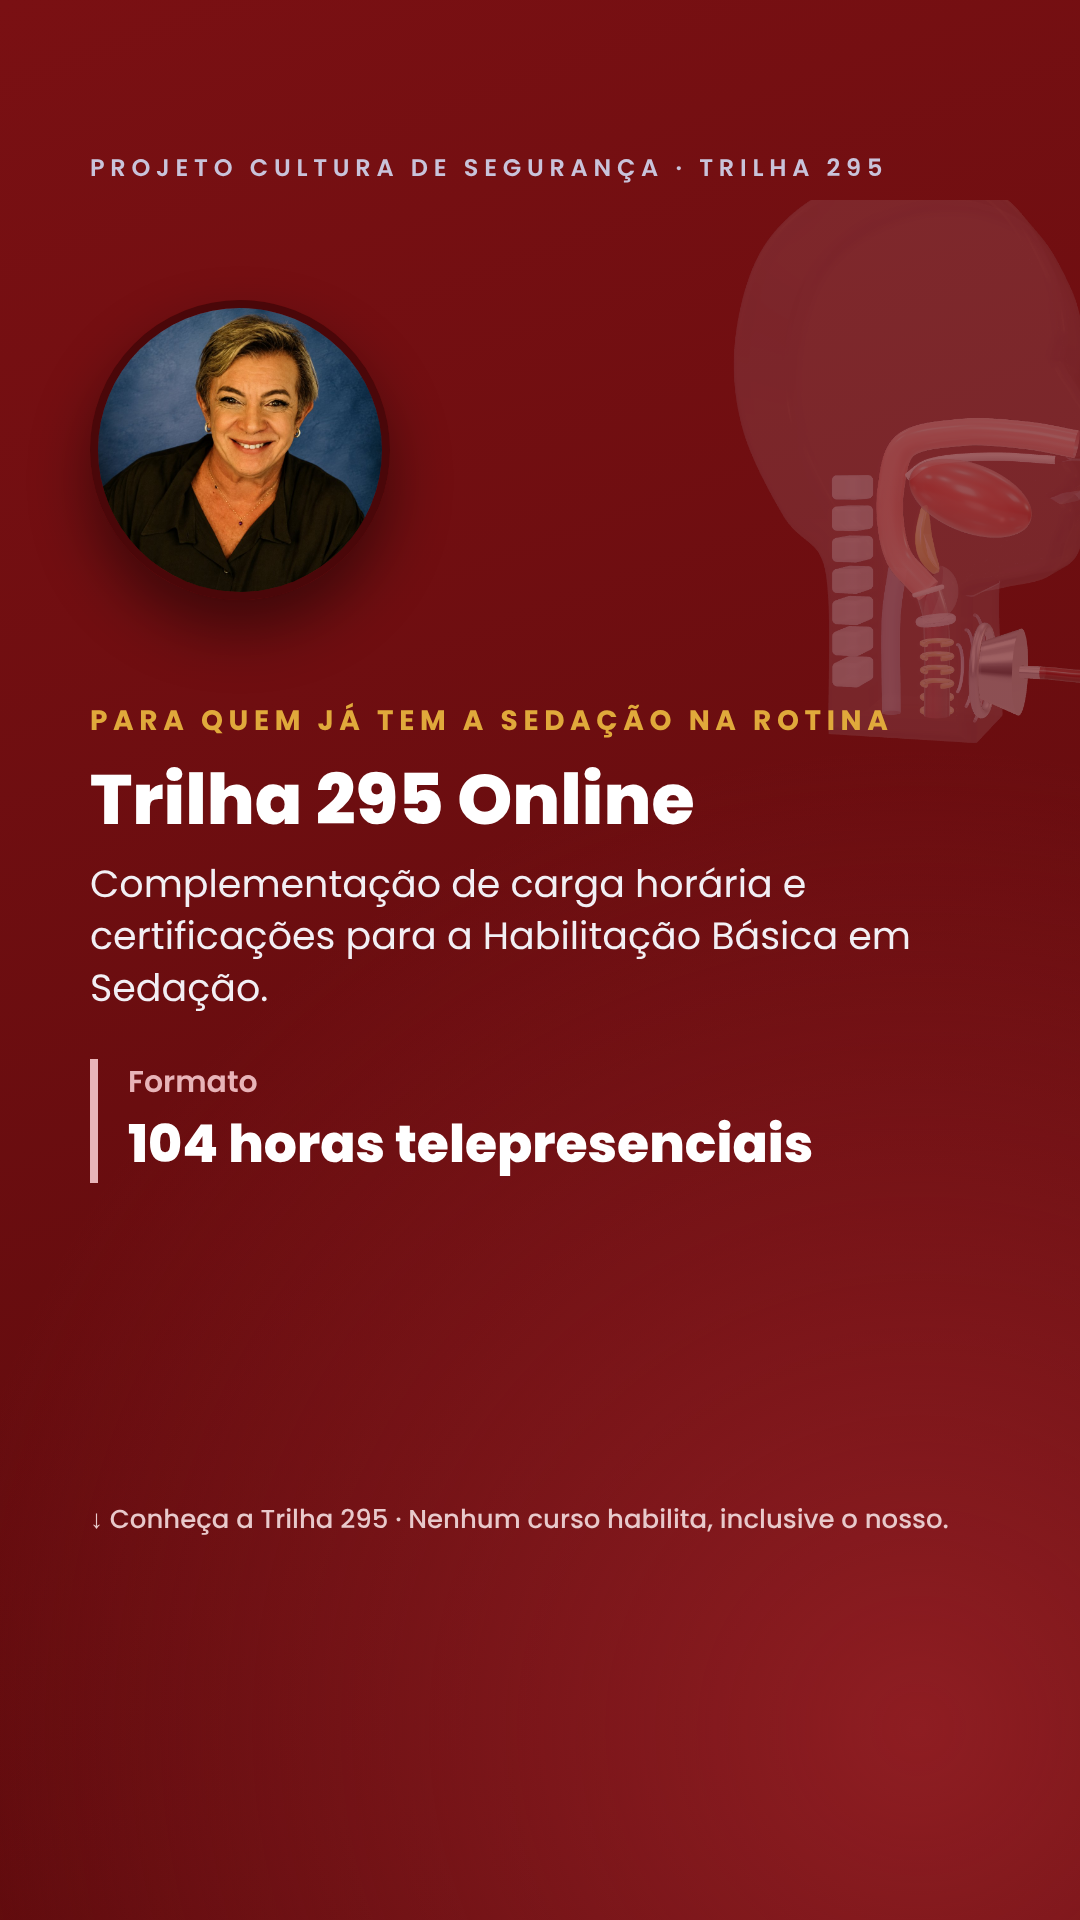 PROJETO CULTURA DE SEGURANÇA · TRILHA 295
PARA QUEM JÁ TEM A SEDAÇÃO NA ROTINA
Trilha 295 Online
Complementação de carga horária e
certificações para a Habilitação Básica em
Sedação.
Formato
104 horas telepresenciais
↓ Conheça a Trilha 295 · Nenhum curso habilita, inclusive o nosso.